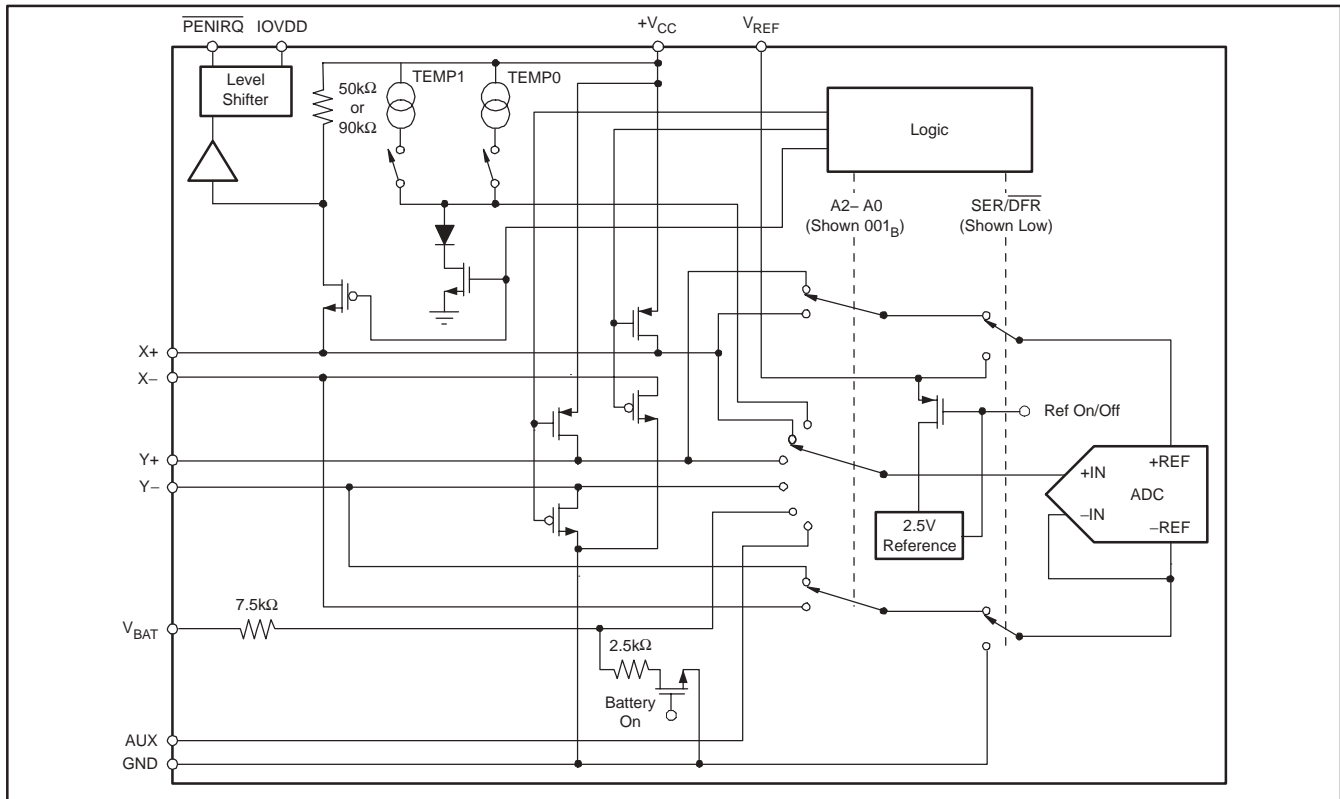 PENIRQ IOVDD +VCC VREF
Level
Shifter
50kΩ
or
90kΩ
TEMP1 TEMP0
Logic
A2– A0
(Shown 001B)
SER/DFR
(Shown Low)
X+
X–
Ref On/Off
Y+
Y–
+IN
+REF
ADC
–IN
–REF
2.5V
Reference
7.5kΩ
VBAT
2.5kΩ
Battery
On
AUX
GND